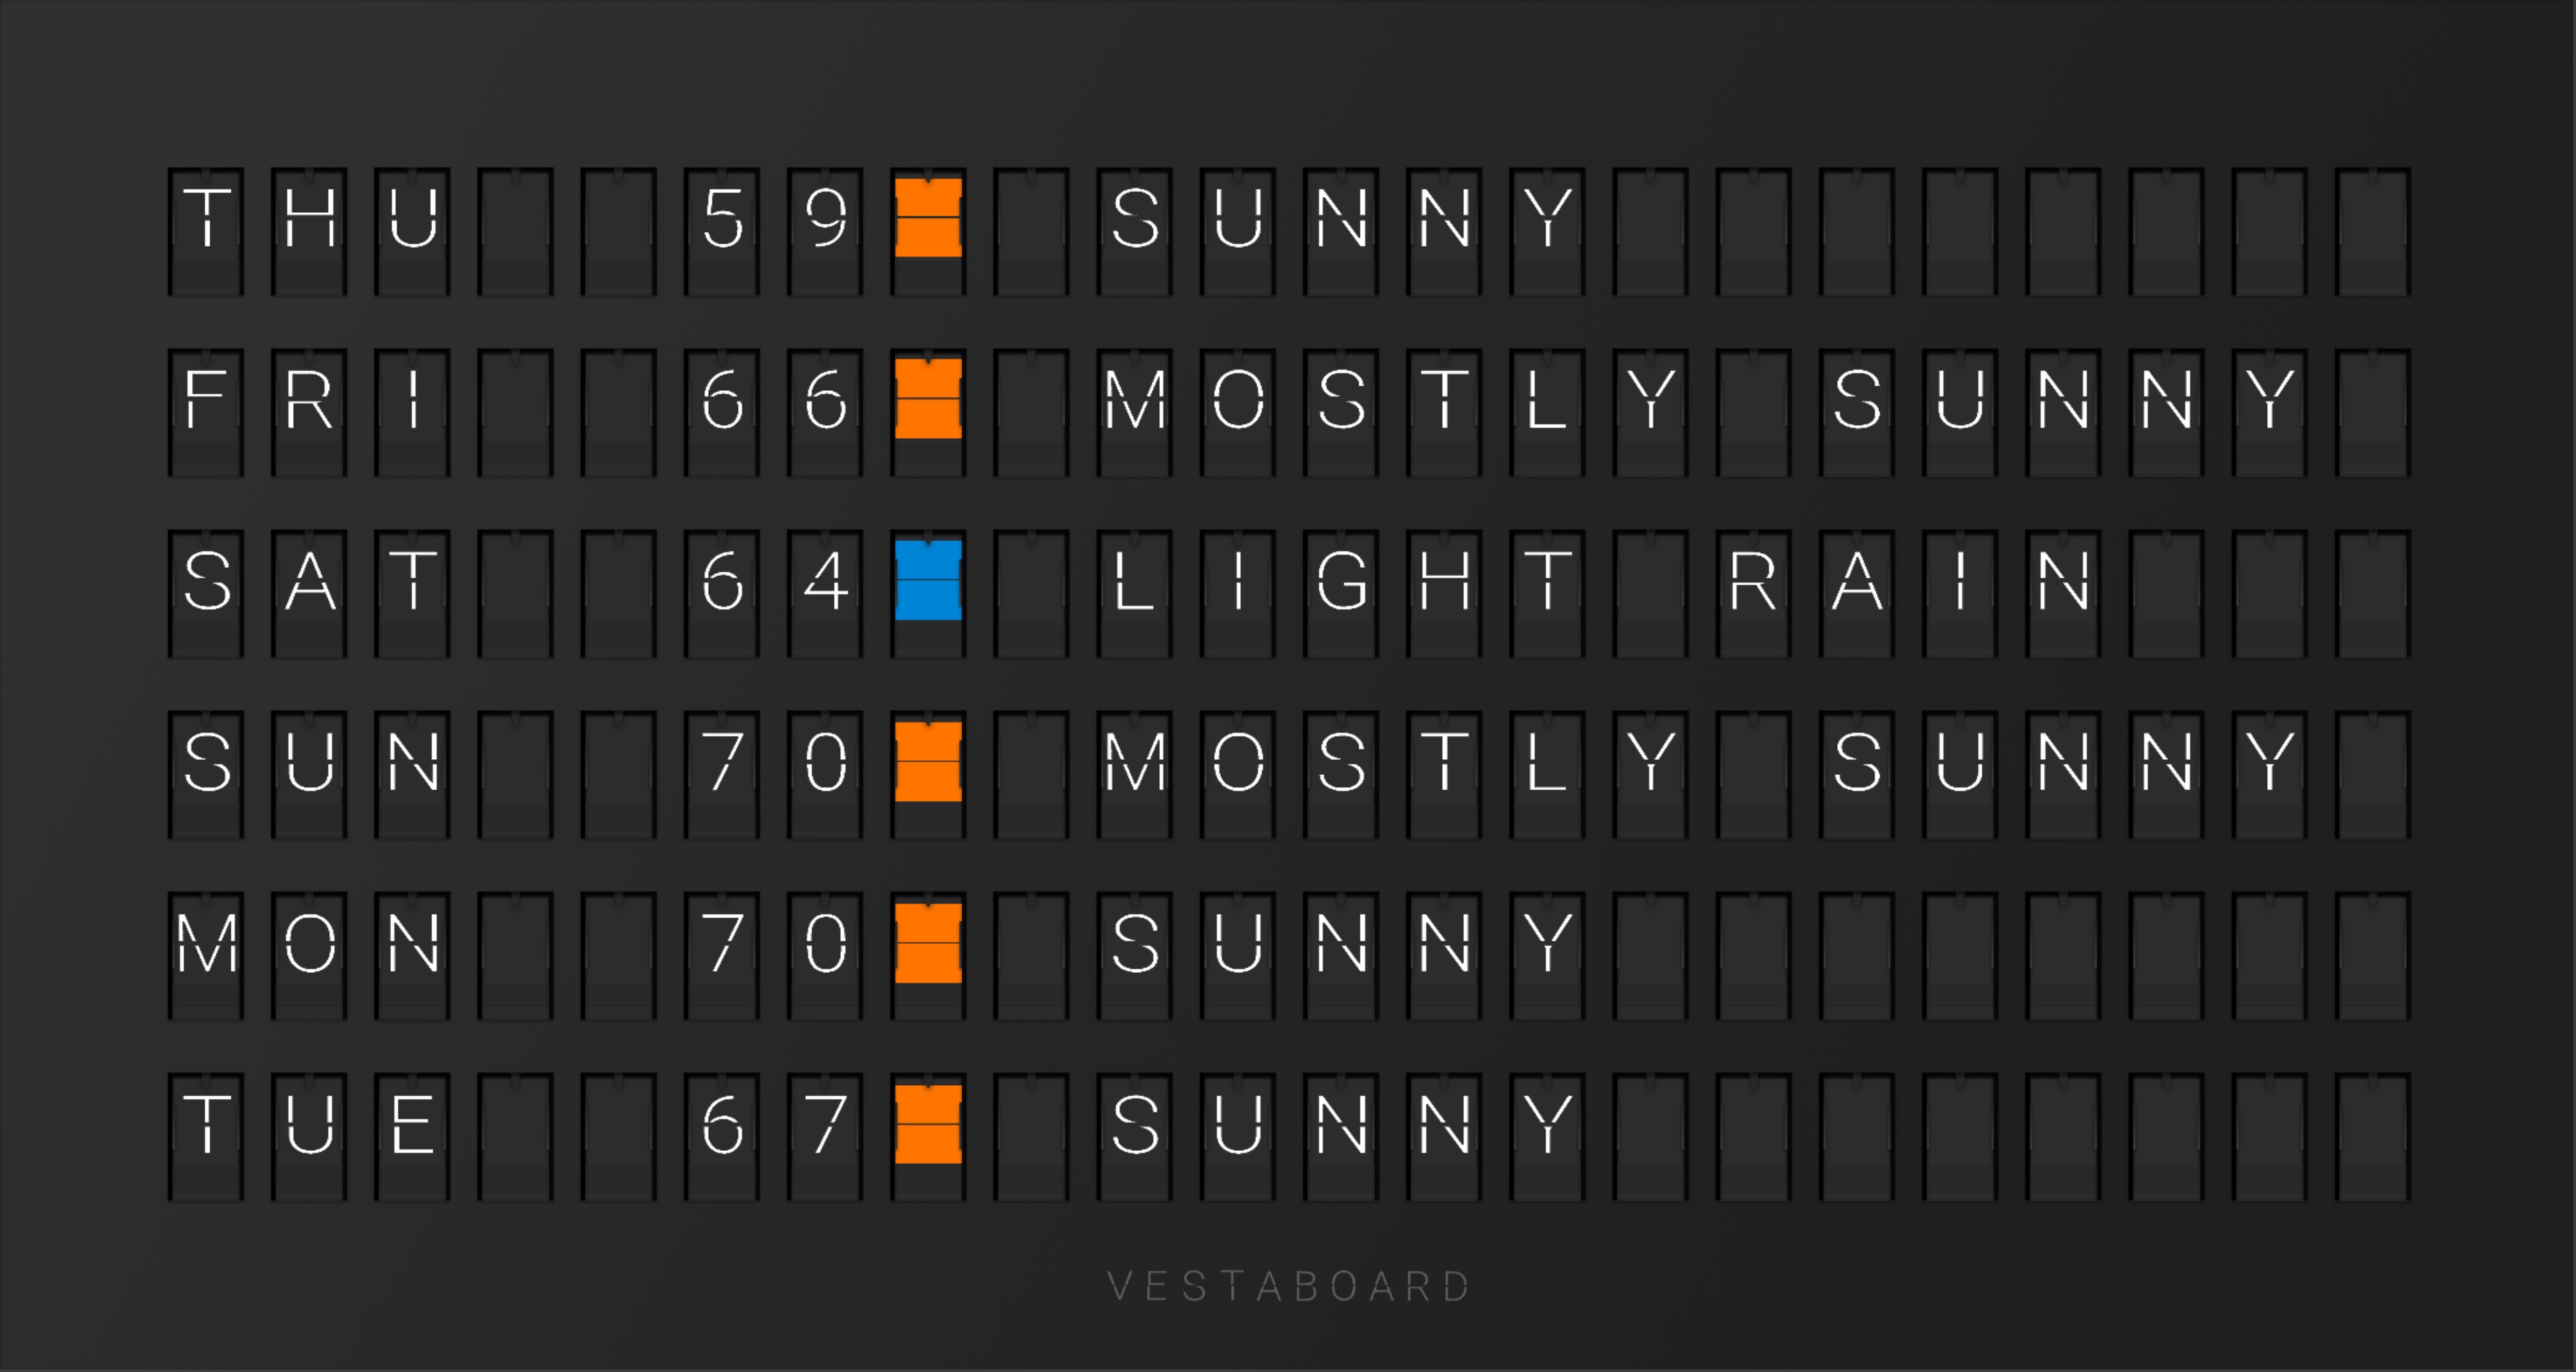 THU 59 SUNNY
FRI 66 MOSTLY SUNNY
SAT 64 LIGHT RAIN
SUN 70 MOSTLY SUNNY
MON 70 SUNNY
TUE 67 SUNNY
VESTABOARD